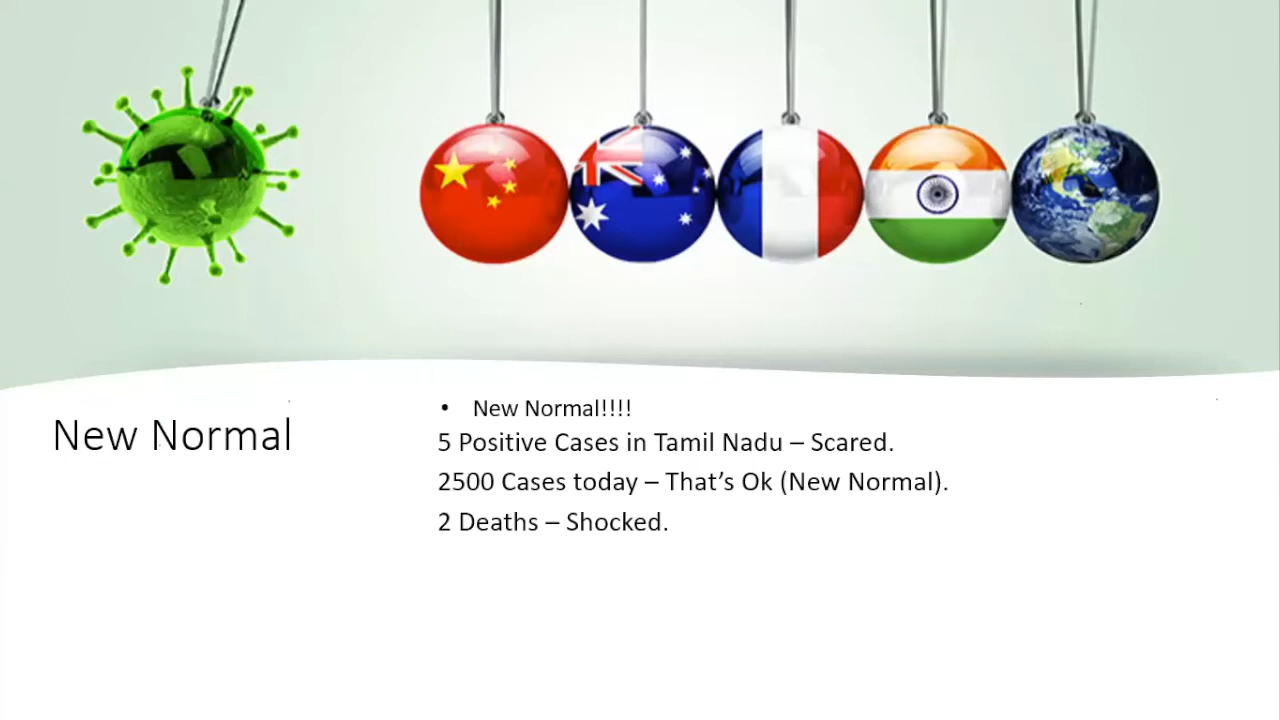 New Normal
• New Normal!!!!
5 Positive Cases in Tamil Nadu – Scared.
2500 Cases today – That’s Ok (New Normal).
2 Deaths – Shocked.